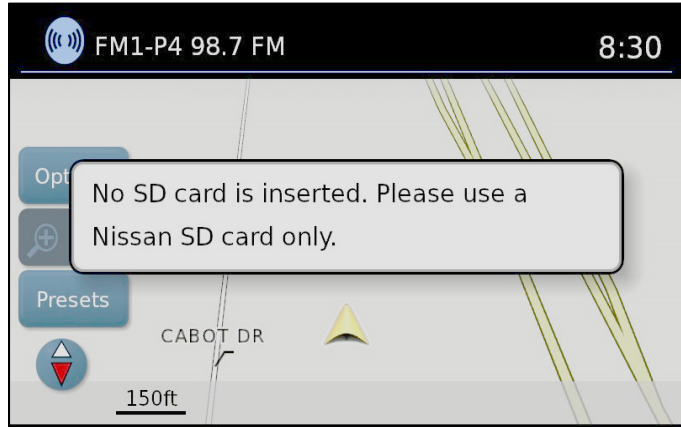 FM1-P4 98.7 FM
8:30
Opt
No SD card is inserted. Please use a
Nissan SD card only.
Presets
CABOT DR
150ft